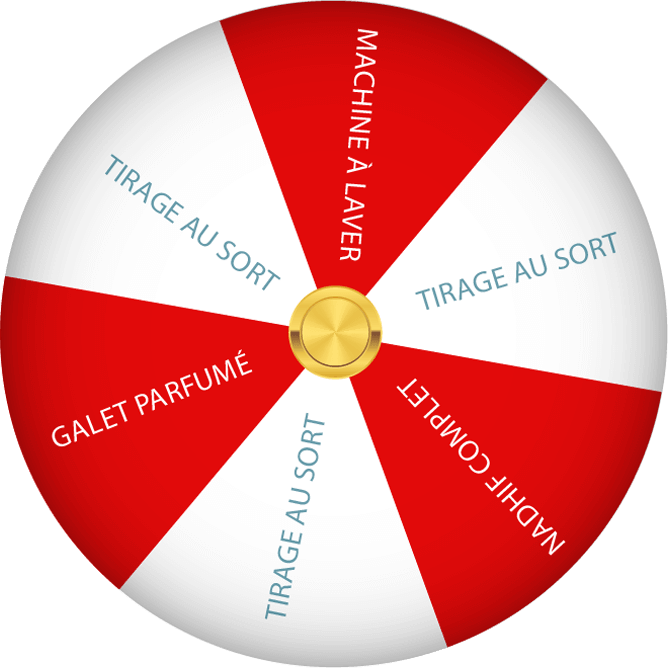 MACHINE À LAVER
TIRAGE AU SORT
NADHIF COMPLET
TIRAGE AU SORT
GALET PARFUMÉ
TIRAGE AU SORT